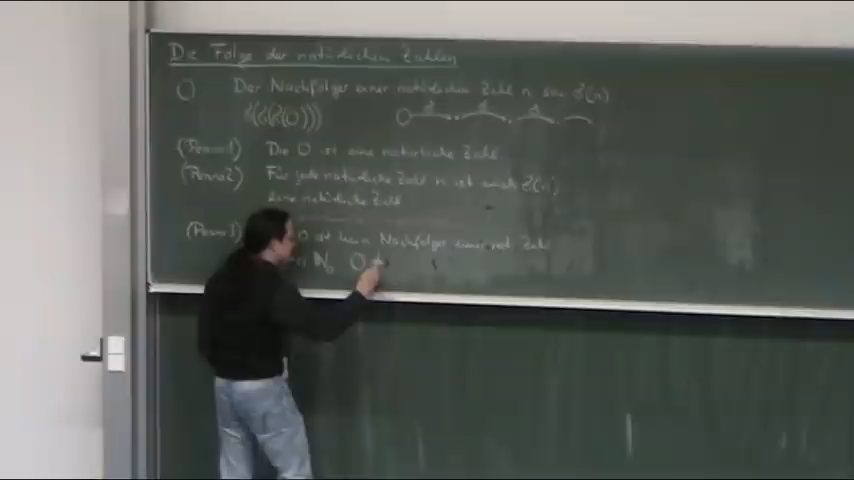 Die Folge der natürlichen Zahlen
0 Der Nachfolger einer natürlichen Zahl n sei σ(n)
σ(σ(σ(0)))
(Peano1) Die 0 ist eine natürliche Zahl.
(Peano2) Für jede natürliche Zahl n ist auch σ(n)
eine natürliche Zahl
(Peano3) 0 ist kein Nachfolger einer nat. Zahl
n ℕ₀ 0 ≠